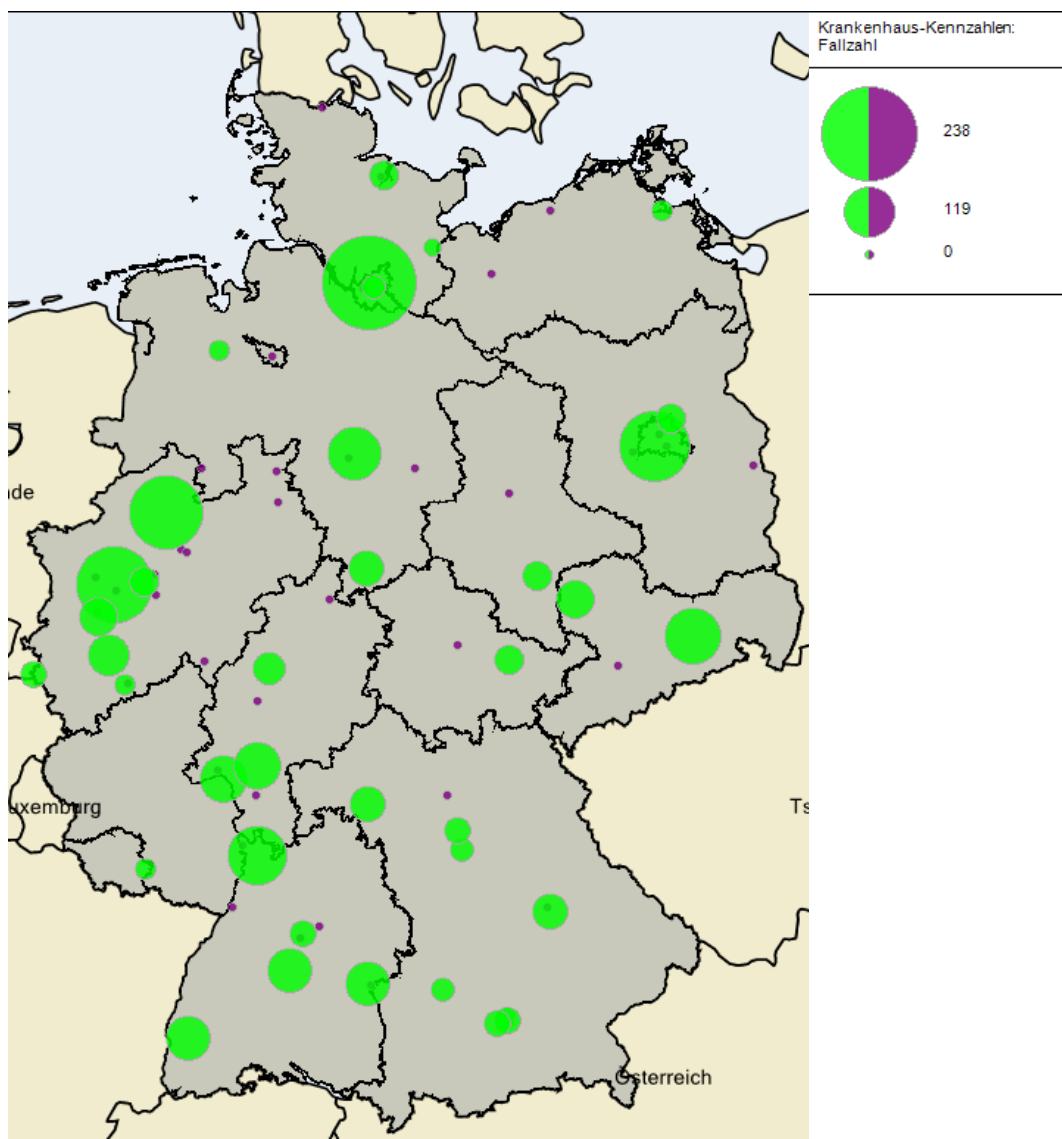 Krankenhaus-Kennzahlen:
Fallzahl
238
119
0
nde
uxemburg
Ts
Österreich